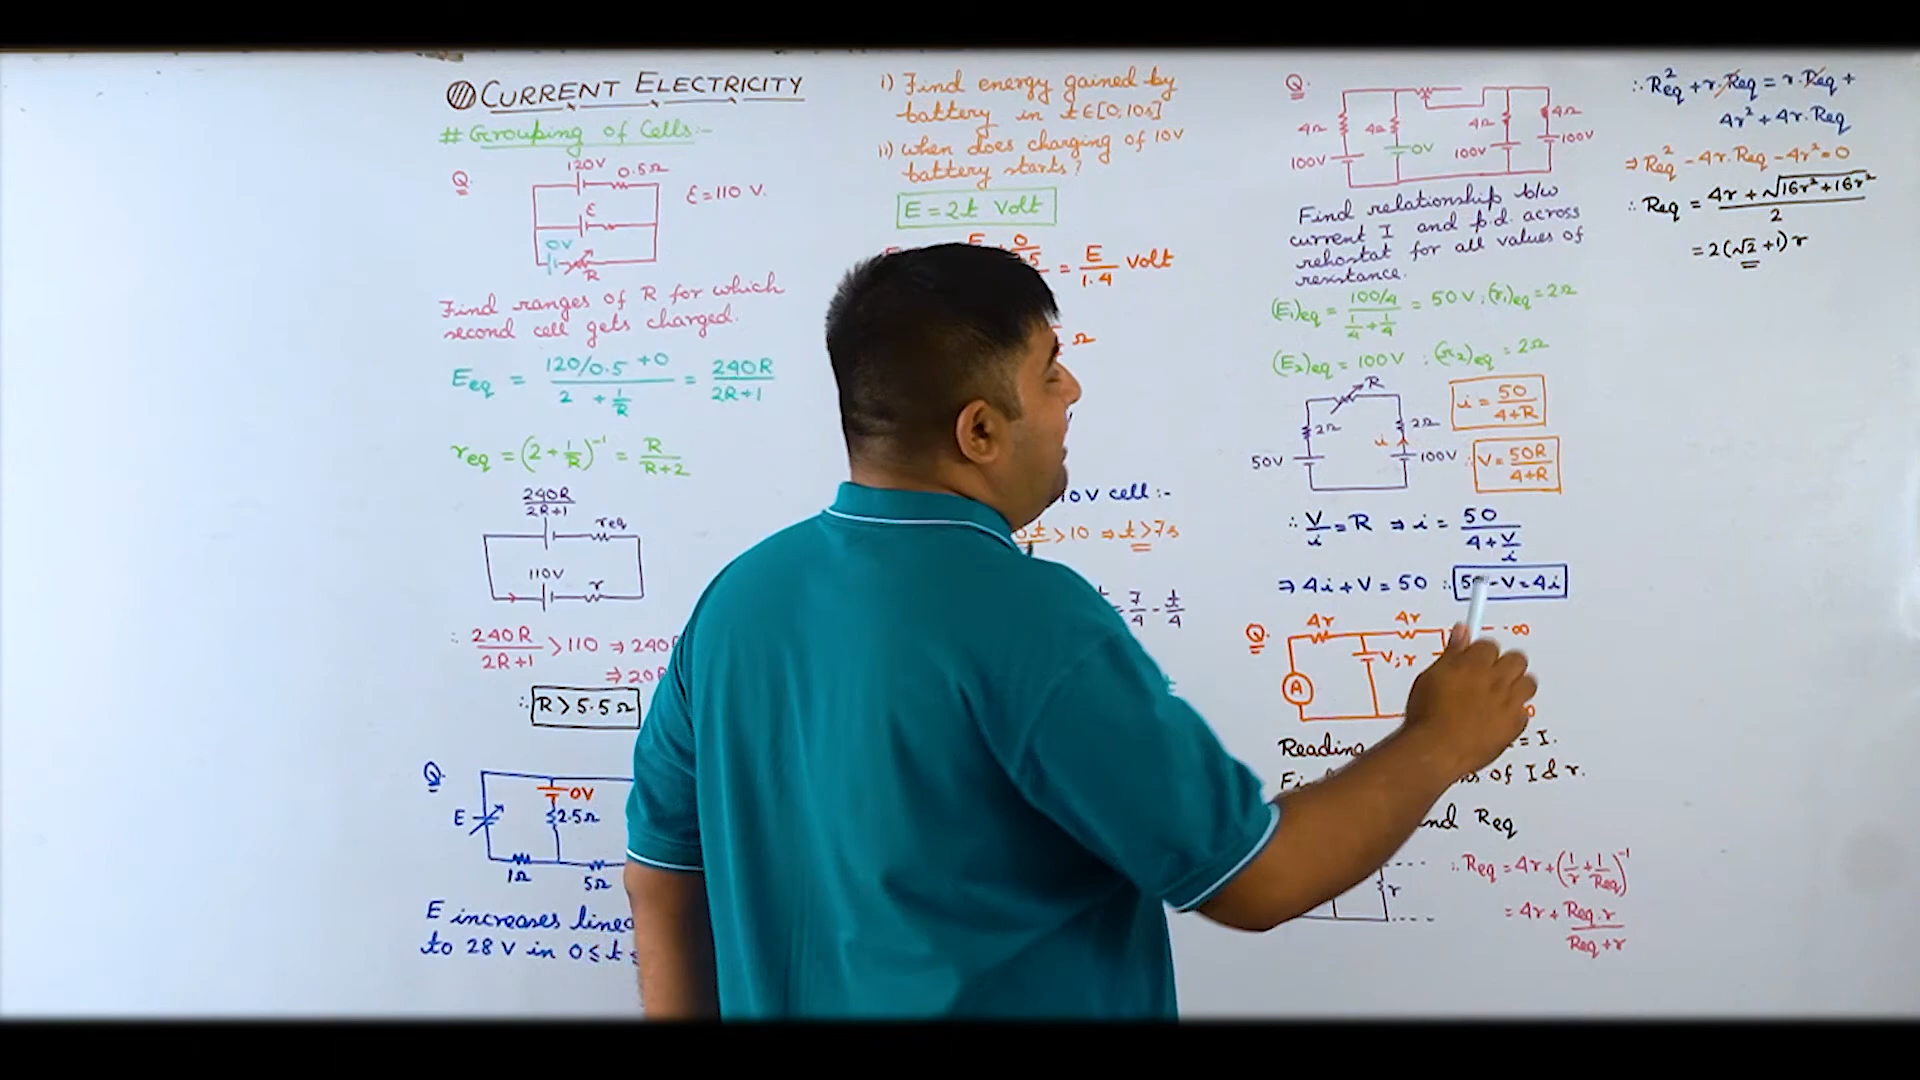 CURRENT ELECTRICITY
# Grouping of Cells:-
Q.
120V
0.5Ω
ε
ε=110 V.
0V
R
Find ranges of R for which
second cell gets charged.
Eeq = (120/0.5 + 0)/(2 + 1/R) = 240R/(2R+1)
req = (2 + 1/R)⁻¹ = R/(R+2)
240R/(2R+1)
req
110V
r
∴ 240R/(2R+1) > 110 ⇒ 240R
⇒ 20R
∴ R > 5.5Ω
Q.
E
0V
2.5Ω
1Ω
5Ω
E increases linea
to 28 V in 0≤t≤
i) Find energy gained by
battery in t∈[0,10s]
ii) When does charging of 10V
battery starts?
E = 2t Volt
= E/1.4 Volt
Ω
10V cell:-
>10 ⇒ t>7s
= 7/4 - t/4
Q.
4Ω
4Ω
4Ω
4Ω
100V
0V
100V
100V
Find relationship b/w
current I and p.d. across
rehostat for all values of
resistance.
(E₁)eq = (100/4)/(1/4 + 1/4) = 50V ; (r₁)eq = 2Ω
(E₂)eq = 100V ; (r₂)eq = 2Ω
R
2Ω
2Ω
i
50V
100V
i = 50/(4+R)
∴ V = 50R/(4+R)
∴ V/i = R ⇒ i = 50/(4 + V/i)
⇒ 4i + V = 50 ∴ 50 - V = 4i
Q.
4r
4r
∞
V;r
A
Reading = I.
of I & r.
Req
r
∴ Req = 4r + (1/r + 1/Req)⁻¹
= 4r + Req.r/(Req+r)
∴ Req² + r.Req = r.Req +
4r² + 4r.Req
⇒ Req² - 4r.Req - 4r² = 0
∴ Req = (4r + √(16r² + 16r²))/2
= 2(√2 + 1)r